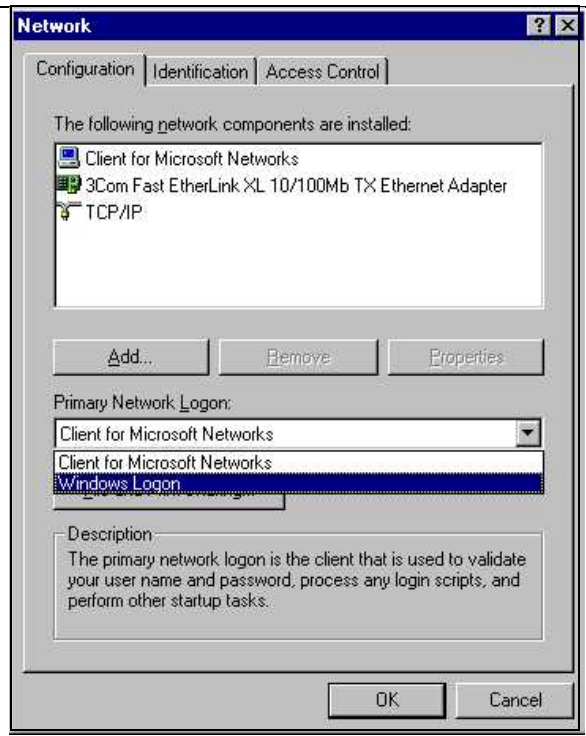 Network
Configuration Identification Access Control
The following network components are installed:
Client for Microsoft Networks
3Com Fast EtherLink XL 10/100Mb TX Ethernet Adapter
TCP/IP
Add... Remove Properties
Primary Network Logon:
Client for Microsoft Networks
Client for Microsoft Networks
Windows Logon
Description
The primary network logon is the client that is used to validate
your user name and password, process any login scripts, and
perform other startup tasks.
OK Cancel